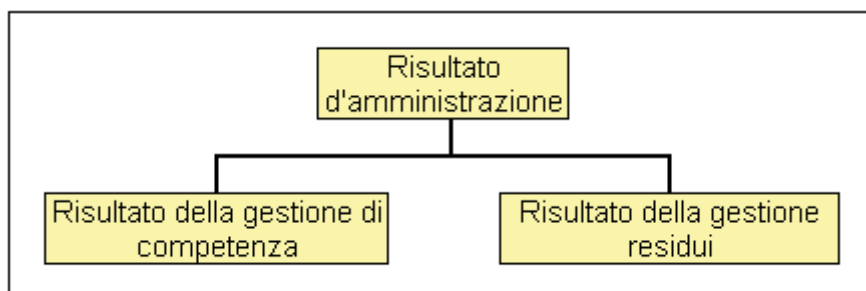 Risultato
d'amministrazione
Risultato della gestione di
competenza
Risultato della gestione
residui